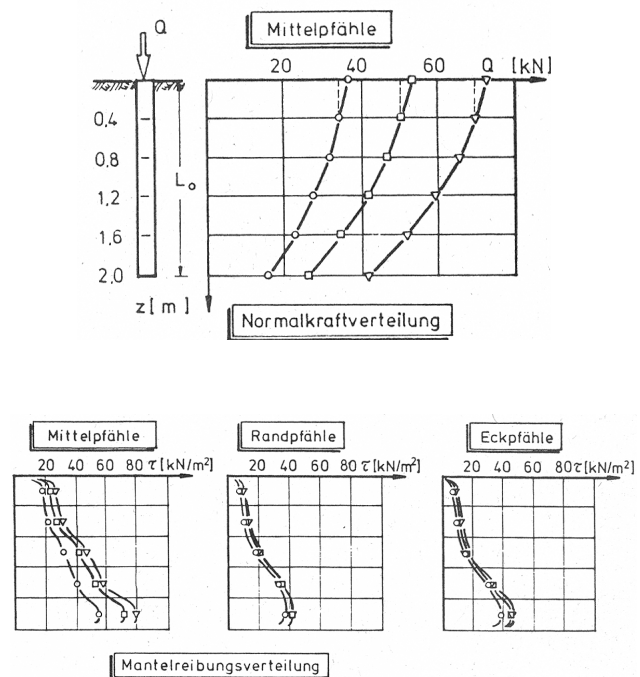 Mittelpfähle
Q
20 40 60 Q [kN]
0,4
0,8
1,2
1,6
2,0
L₀
z [ m ]
Normalkraftverteilung
Mittelpfähle
20 40 60 80 τ [kN/m²]
Randpfähle
20 40 60 80 τ [kN/m²]
Eckpfähle
20 40 60 80 τ [kN/m²]
Mantelreibungsverteilung